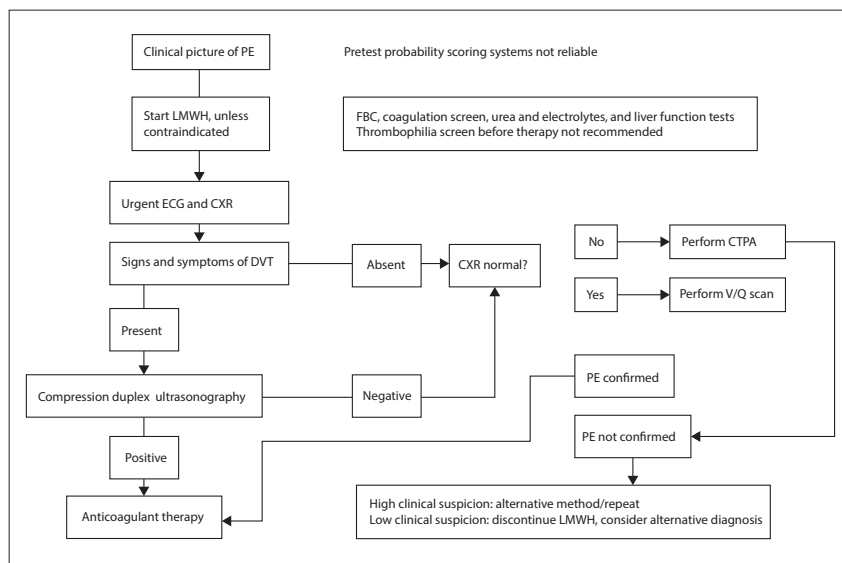 Clinical picture of PE
Pretest probability scoring systems not reliable
Start LMWH, unless
contraindicated
FBC, coagulation screen, urea and electrolytes, and liver function tests
Thrombophilia screen before therapy not recommended
Urgent ECG and CXR
Signs and symptoms of DVT
Absent
CXR normal?
No
Perform CTPA
Yes
Perform V/Q scan
Present
Compression duplex ultrasonography
Negative
PE confirmed
PE not confirmed
Positive
Anticoagulant therapy
High clinical suspicion: alternative method/repeat
Low clinical suspicion: discontinue LMWH, consider alternative diagnosis